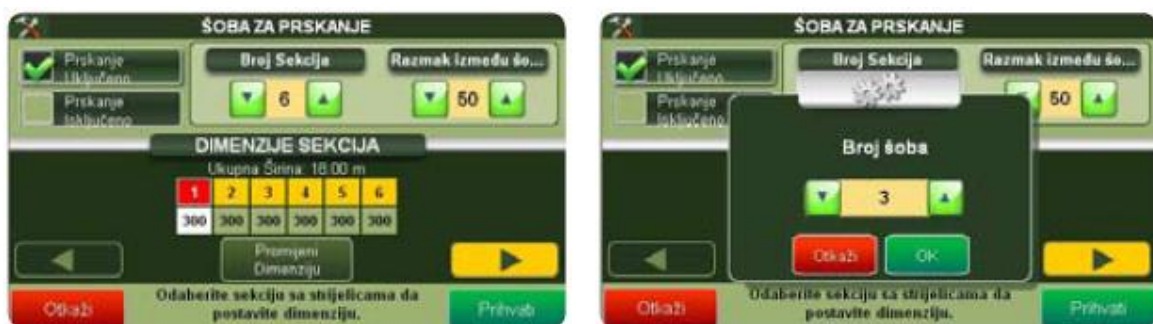 ŠOBA ZA PRSKANJE
Prskanje
Uključeno
Prskanje
Isključeno
Broj Sekcija
Razmak između šo...
6
50
DIMENZIJE SEKCIJA
Ukupna Širina: 18.00 m
1 2 3 4 5 6
300 300 300 300 300 300
Promijeni
Dimenziju
Otkaži
Odaberite sekciju sa strijelicama da
postavite dimenziju.
Prihvati
ŠOBA ZA PRSKANJE
Prskanje
Uključeno
Prskanje
Isključeno
Broj Sekcija
Razmak između šo...
50
Broj šoba
3
Otkaži
OK
Otkaži
Odaberite sekciju sa strijelicama da
postavite dimenziju.
Prihvati